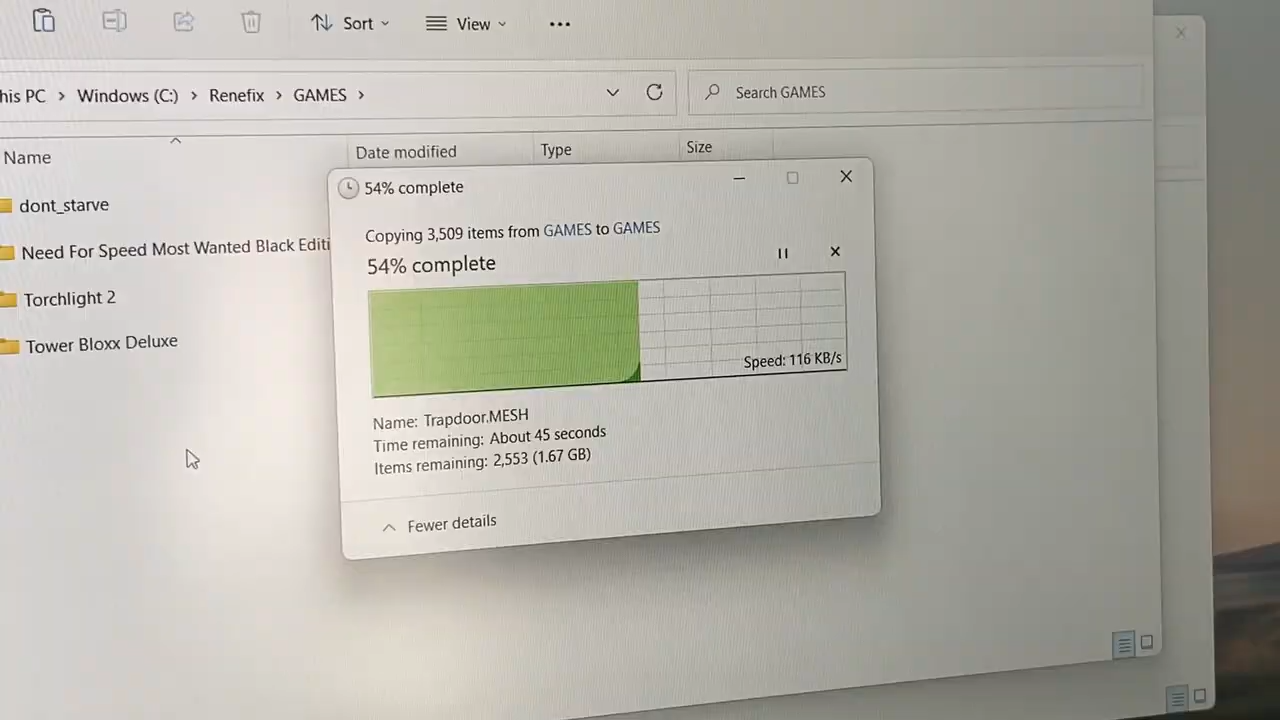 Sort
View
his PC > Windows (C:) > Renefix > GAMES >
Search GAMES
Name
Date modified
Type
Size
dont_starve
Need For Speed Most Wanted Black Editi
Torchlight 2
Tower Bloxx Deluxe
54% complete
Copying 3,509 items from GAMES to GAMES
54% complete
Speed: 116 KB/s
Name: Trapdoor.MESH
Time remaining: About 45 seconds
Items remaining: 2,553 (1.67 GB)
Fewer details